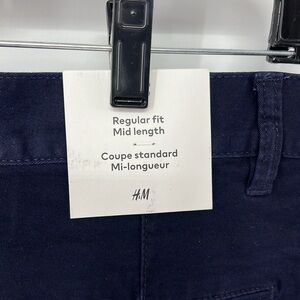 Regular fit
Mid length
Coupe standard
Mi-longueur
H&M